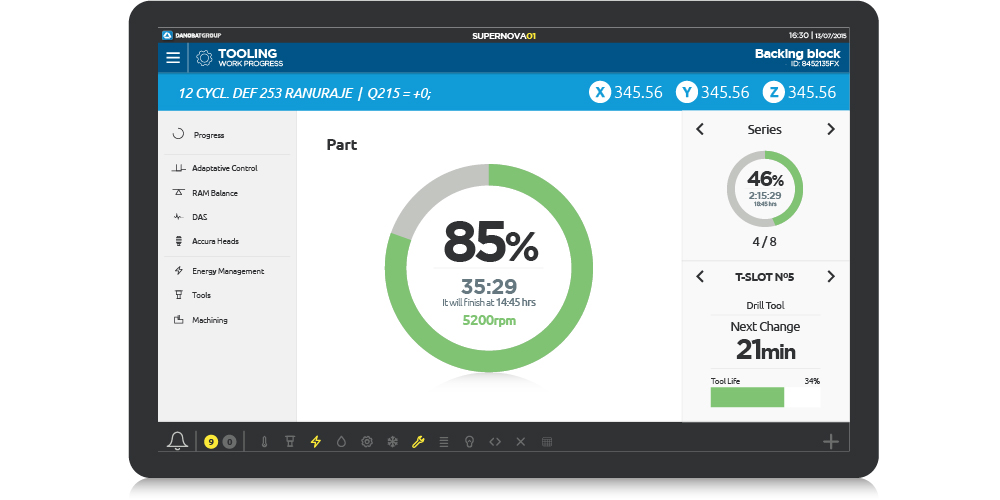 DANOBATGROUP
SUPERNOVA01
16:30 | 13/07/2015
TOOLING
WORK PROGRESS
Backing block
ID: 8452135FX
12 CYCL. DEF 253 RANURAJE | Q215 = +0;
X 345.56 Y 345.56 Z 345.56
Progress
Adaptative Control
RAM Balance
DAS
Accura Heads
Energy Management
Tools
Machining
Part
85%
35:29
It will finish at 14:45 hrs
5200rpm
Series
46%
2:15:29
18:45 hrs
4 / 8
T-SLOT Nº5
Drill Tool
Next Change
21min
Tool Life 34%
9 0